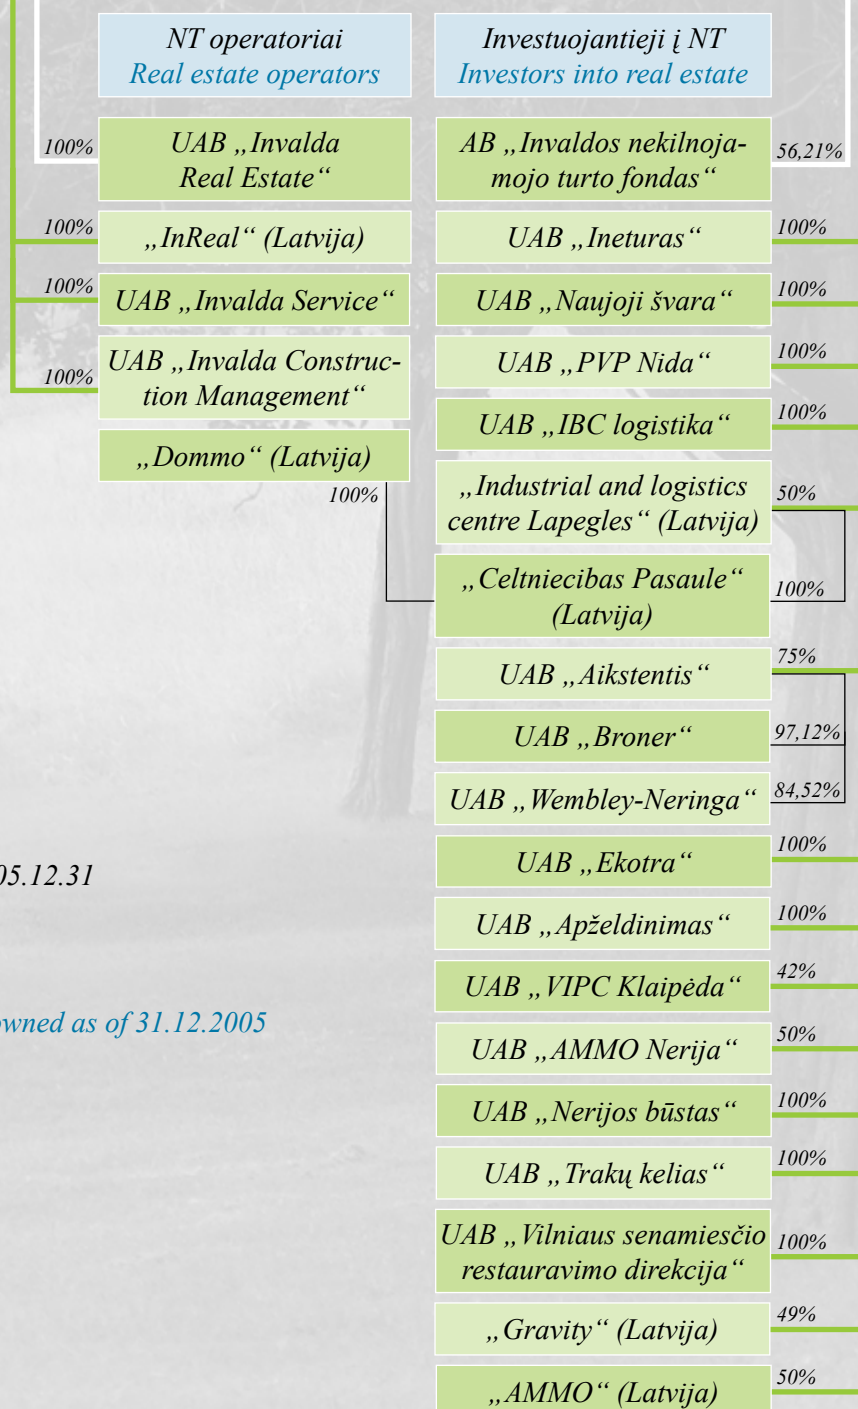 NT operatoriai
Real estate operators
100%
UAB „Invalda
Real Estate“
100%
„InReal“ (Latvija)
100%
UAB „Invalda Service“
100%
UAB „Invalda Construc-
tion Management“
„Dommo“ (Latvija)
100%
Investuojantieji į NT
Investors into real estate
AB „Invaldos nekilnoja-
mojo turto fondas“
56,21%
UAB „Ineturas“
100%
UAB „Naujoji švara“
100%
UAB „PVP Nida“
100%
UAB „IBC logistika“
100%
„Industrial and logistics
centre Lapegles“ (Latvija)
50%
„Celtniecibas Pasaule“
(Latvija)
100%
UAB „Aikstentis“
75%
UAB „Broner“
97,12%
UAB „Wembley-Neringa“
84,52%
UAB „Ekotra“
100%
UAB „Apželdinimas“
100%
UAB „VIPC Klaipėda“
42%
UAB „AMMO Nerija“
50%
UAB „Nerijos būstas“
100%
UAB „Trakų kelias“
100%
UAB „Vilniaus senamiesčio
restauravimo direkcija“
100%
„Gravity“ (Latvija)
49%
„AMMO“ (Latvija)
50%
05.12.31
wned as of 31.12.2005